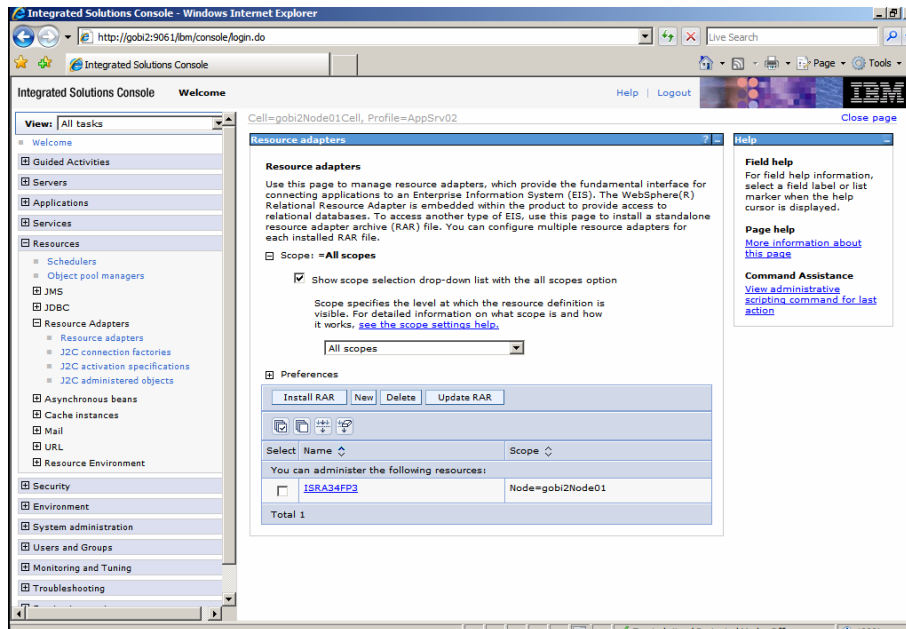 Integrated Solutions Console - Windows Internet Explorer
http://gobi2:9061/ibm/console/login.do
Live Search
Integrated Solutions Console
Page
Tools
Integrated Solutions Console Welcome
Help | Logout
IBM
View: All tasks
Welcome
Guided Activities
Servers
Applications
Services
Resources
Schedulers
Object pool managers
JMS
JDBC
Resource Adapters
Resource adapters
J2C connection factories
J2C activation specifications
J2C administered objects
Asynchronous beans
Cache instances
Mail
URL
Resource Environment
Security
Environment
System administration
Users and Groups
Monitoring and Tuning
Troubleshooting
Cell=gobi2Node01Cell, Profile=AppSrv02
Close page
Resource adapters
? -
Resource adapters
Use this page to manage resource adapters, which provide the fundamental interface for
connecting applications to an Enterprise Information System (EIS). The WebSphere(R)
Relational Resource Adapter is embedded within the product to provide access to
relational databases. To access another type of EIS, use this page to install a standalone
resource adapter archive (RAR) file. You can configure multiple resource adapters for
each installed RAR file.
Scope: =All scopes
Show scope selection drop-down list with the all scopes option
Scope specifies the level at which the resource definition is
visible. For detailed information on what scope is and how
it works, see the scope settings help.
All scopes
Preferences
Install RAR New Delete Update RAR
Select Name Scope
You can administer the following resources:
ISRA34FP3 Node=gobi2Node01
Total 1
Help
Field help
For field help information,
select a field label or list
marker when the help
cursor is displayed.
Page help
More information about
this page
Command Assistance
View administrative
scripting command for last
action